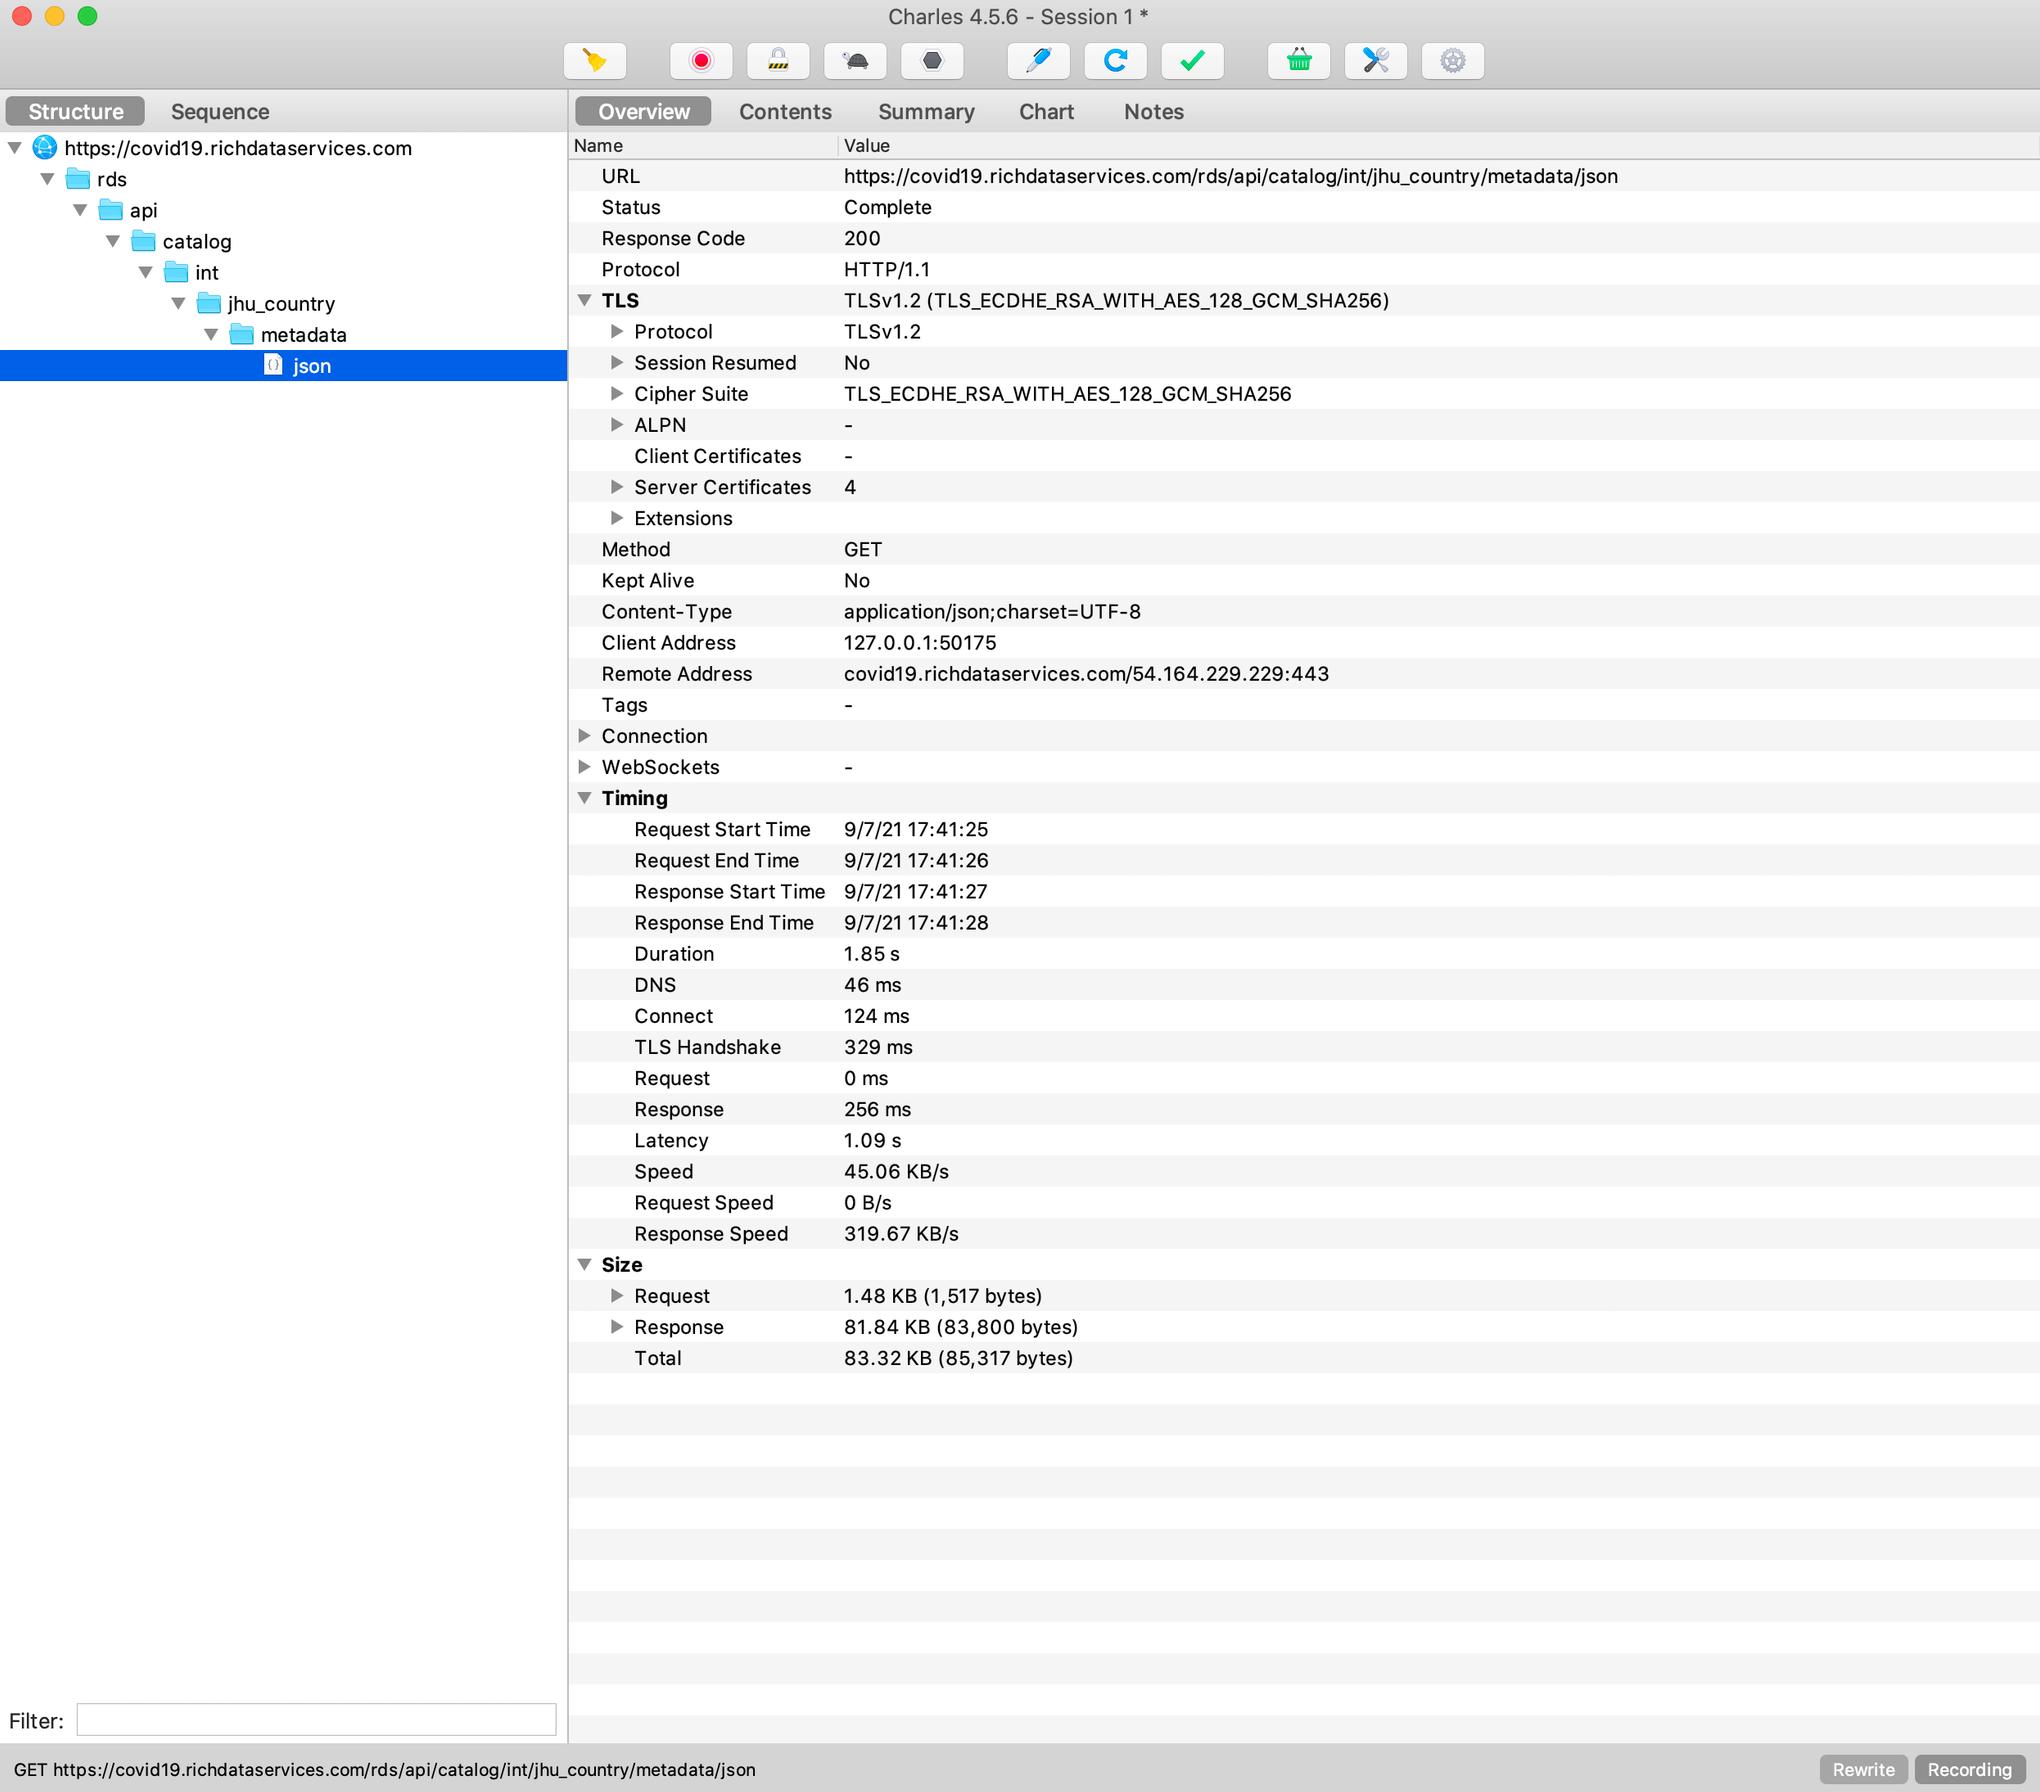 Charles 4.5.6 - Session 1 *
Structure Sequence
Overview Contents Summary Chart Notes
https://covid19.richdataservices.com
rds
api
catalog
int
jhu_country
metadata
json
Name Value
URL https://covid19.richdataservices.com/rds/api/catalog/int/jhu_country/metadata/json
Status Complete
Response Code 200
Protocol HTTP/1.1
TLS TLSv1.2 (TLS_ECDHE_RSA_WITH_AES_128_GCM_SHA256)
Protocol TLSv1.2
Session Resumed No
Cipher Suite TLS_ECDHE_RSA_WITH_AES_128_GCM_SHA256
ALPN -
Client Certificates -
Server Certificates 4
Extensions
Method GET
Kept Alive No
Content-Type application/json;charset=UTF-8
Client Address 127.0.0.1:50175
Remote Address covid19.richdataservices.com/54.164.229.229:443
Tags -
Connection
WebSockets -
Timing
Request Start Time 9/7/21 17:41:25
Request End Time 9/7/21 17:41:26
Response Start Time 9/7/21 17:41:27
Response End Time 9/7/21 17:41:28
Duration 1.85 s
DNS 46 ms
Connect 124 ms
TLS Handshake 329 ms
Request 0 ms
Response 256 ms
Latency 1.09 s
Speed 45.06 KB/s
Request Speed 0 B/s
Response Speed 319.67 KB/s
Size
Request 1.48 KB (1,517 bytes)
Response 81.84 KB (83,800 bytes)
Total 83.32 KB (85,317 bytes)
Filter:
GET https://covid19.richdataservices.com/rds/api/catalog/int/jhu_country/metadata/json
Rewrite Recording